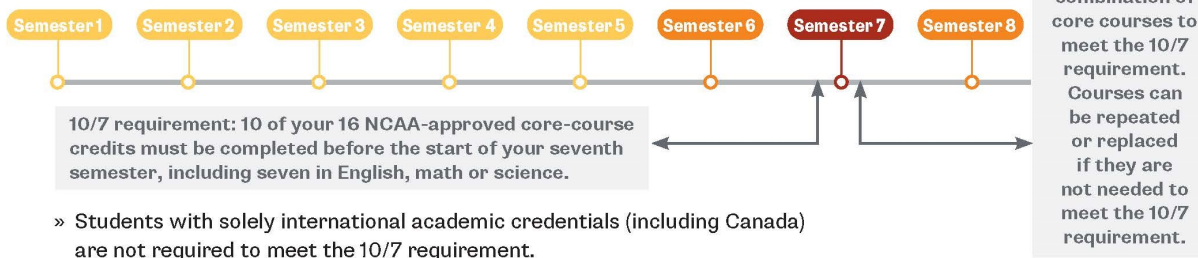 Semester 1
Semester 2
Semester 3
Semester 4
Semester 5
Semester 6
Semester 7
Semester 8
10/7 requirement: 10 of your 16 NCAA-approved core-course
credits must be completed before the start of your seventh
semester, including seven in English, math or science.
» Students with solely international academic credentials (including Canada)
are not required to meet the 10/7 requirement.
core courses to
meet the 10/7
requirement.
Courses can
be repeated
or replaced
if they are
not needed to
meet the 10/7
requirement.